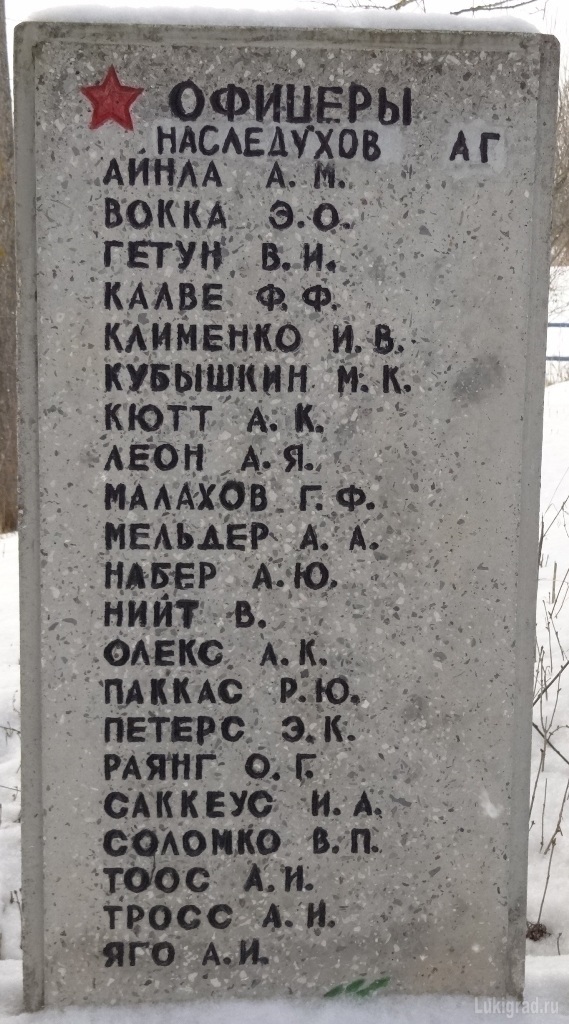 ОФИЦЕРЫ
НАСЛЕДУХОВ А Г
АИНЛА А. М.
ВОККА Э. О.
ГЕТУН В. И.
КАЛВЕ Ф. Ф.
КЛИМЕНКО И. В.
КУБЫШКИН М. К.
КЮТТ А. К.
ЛЕОН А. Я.
МАЛАХОВ Г. Ф.
МЕЛЬДЕР А. А.
НАБЕР А. Ю.
НИЙТ В.
ОЛЕКС А. К.
ПАККАС Р. Ю.
ПЕТЕРС Э. К.
РАЯНГ О. Г.
САККЕУС И. А.
СОЛОМКО В. П.
ТООС А. И.
ТРОСС А. И.
ЯГО А. И.
Lukigrad.ru